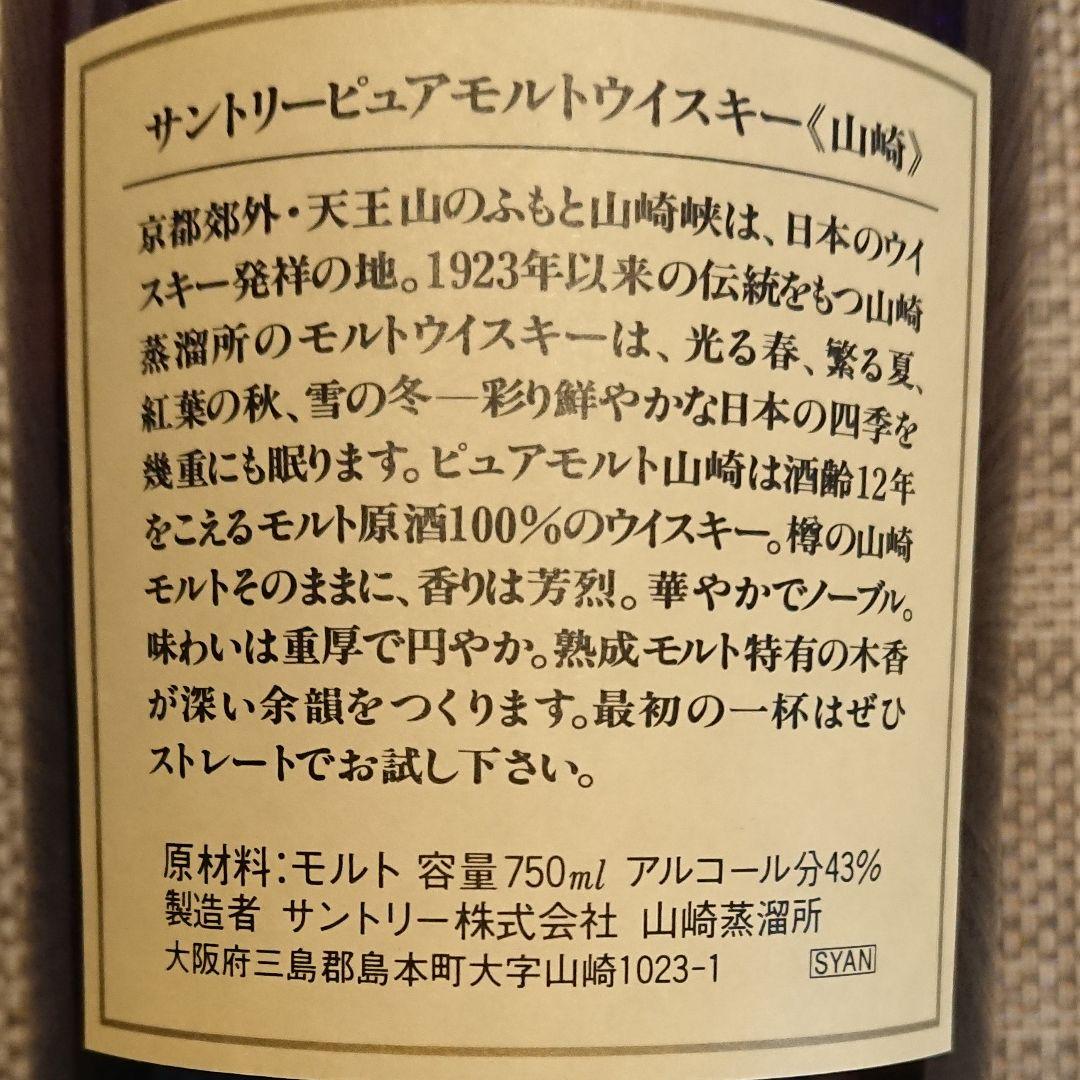 サントリーピュアモルトウイスキー《山崎》
京都郊外・天王山のふもと山崎峡は、日本のウイ
スキー発祥の地。1923年以来の伝統をもつ山崎
蒸溜所のモルトウイスキーは、光る春、繁る夏、
紅葉の秋、雪の冬―彩り鮮やかな日本の四季を
幾重にも眠ります。ピュアモルト山崎は酒齢12年
をこえるモルト原酒100%のウイスキー。樽の山崎
モルトそのままに、香りは芳烈。華やかでノーブル。
味わいは重厚で円やか。熟成モルト特有の木香
が深い余韻をつくります。最初の一杯はぜひ
ストレートでお試し下さい。
原材料:モルト 容量750ml アルコール分43%
製造者 サントリー株式会社 山崎蒸溜所
大阪府三島郡島本町大字山崎1023-1 SYAN